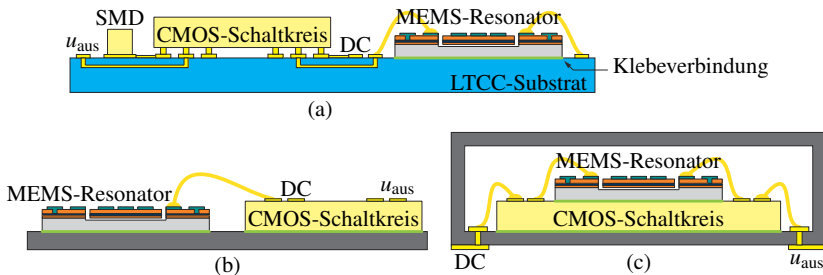 SMD
MEMS-Resonator
u_aus
CMOS-Schaltkreis
DC
Klebeverbindung
LTCC-Substrat
(a)
MEMS-Resonator
DC
u_aus
CMOS-Schaltkreis
(b)
MEMS-Resonator
CMOS-Schaltkreis
DC
(c)
u_aus